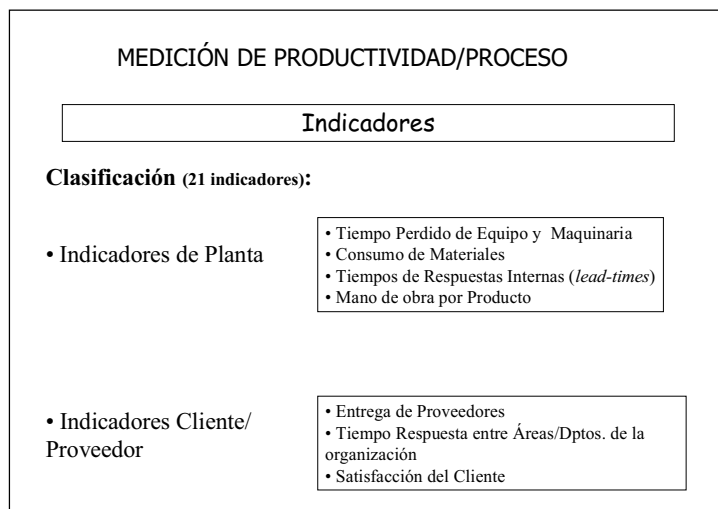 MEDICIÓN DE PRODUCTIVIDAD/PROCESO
Indicadores
Clasificación (21 indicadores):
• Indicadores de Planta
• Tiempo Perdido de Equipo y Maquinaria
• Consumo de Materiales
• Tiempos de Respuestas Internas (lead-times)
• Mano de obra por Producto
• Indicadores Cliente/
Proveedor
• Entrega de Proveedores
• Tiempo Respuesta entre Áreas/Dptos. de la
organización
• Satisfacción del Cliente